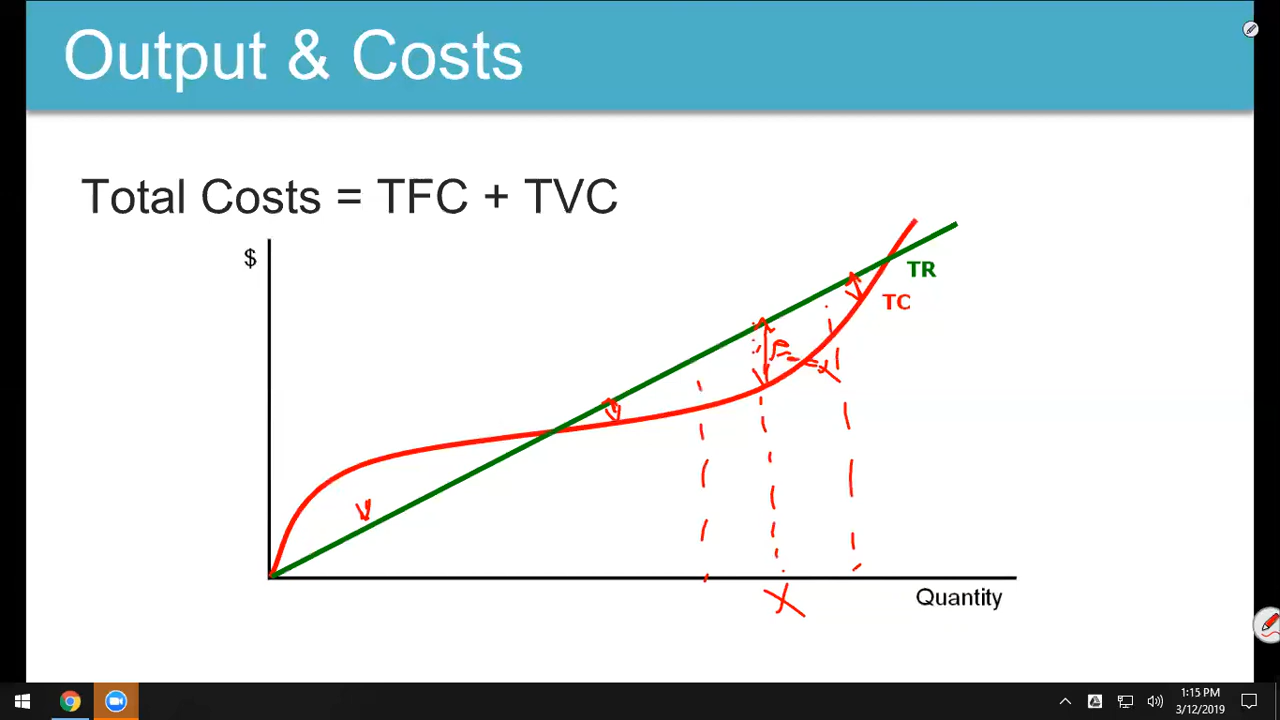 Output & Costs
Total Costs = TFC + TVC
$
TR
TC
Quantity
X
1:15 PM
3/12/2019